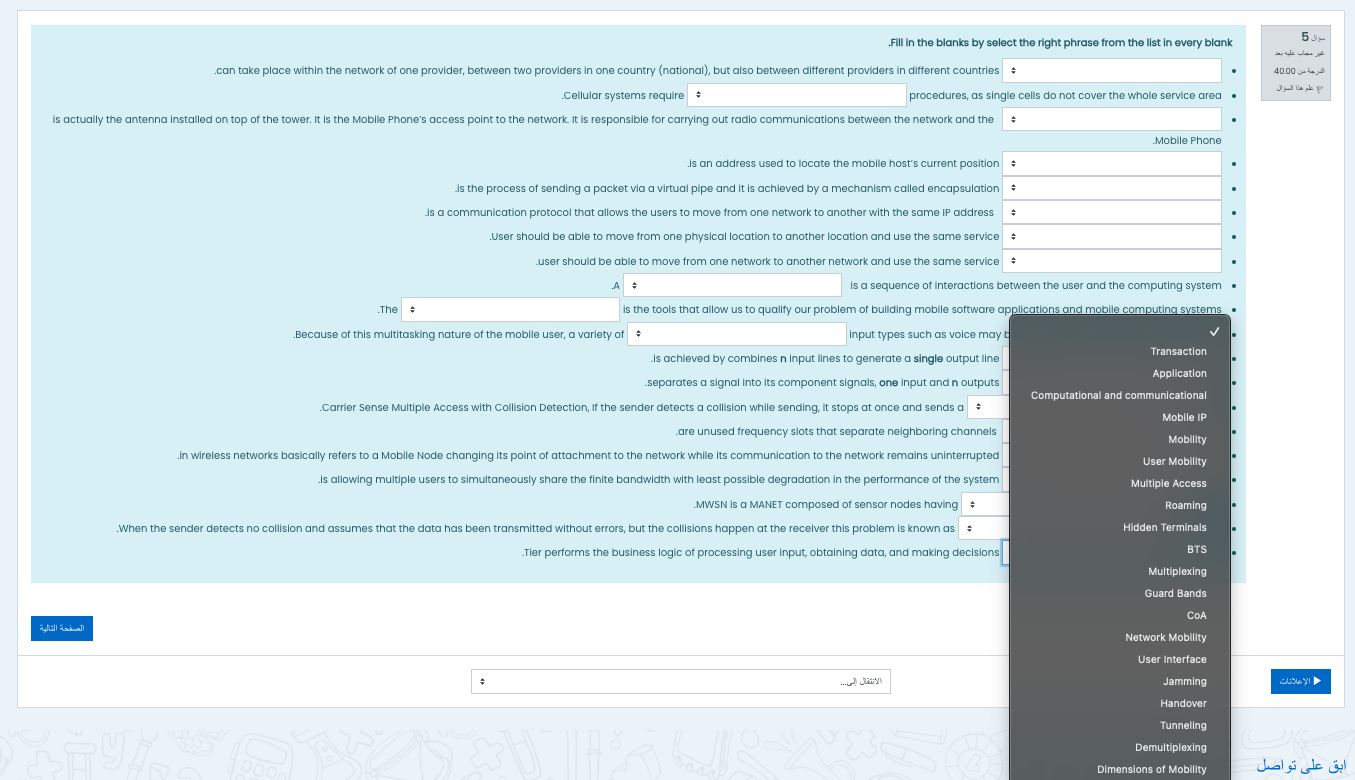 سؤال 5
غير مجاب عليه بعد
الدرجة من 40.00
علم هذا السؤال
.Fill in the blanks by select the right phrase from the list in every blank
.can take place within the network of one provider, between two providers in one country (national), but also between different providers in different countries
.Cellular systems require procedures, as single cells do not cover the whole service area
is actually the antenna installed on top of the tower. It is the Mobile Phone's access point to the network. It is responsible for carrying out radio communications between the network and the
.Mobile Phone
.is an address used to locate the mobile host's current position
.is the process of sending a packet via a virtual pipe and it is achieved by a mechanism called encapsulation
.is a communication protocol that allows the users to move from one network to another with the same IP address
.User should be able to move from one physical location to another location and use the same service
.user should be able to move from one network to another network and use the same service
.A is a sequence of interactions between the user and the computing system
.The is the tools that allow us to qualify our problem of building mobile software applications and mobile computing systems
.Because of this multitasking nature of the mobile user, a variety of input types such as voice may b
.is achieved by combines n input lines to generate a single output line
.separates a signal into its component signals, one input and n outputs
.Carrier Sense Multiple Access with Collision Detection, If the sender detects a collision while sending, it stops at once and sends a
.are unused frequency slots that separate neighboring channels
.in wireless networks basically refers to a Mobile Node changing its point of attachment to the network while its communication to the network remains uninterrupted
.is allowing multiple users to simultaneously share the finite bandwidth with least possible degradation in the performance of the system
.MWSN is a MANET composed of sensor nodes having
.When the sender detects no collision and assumes that the data has been transmitted without errors, but the collisions happen at the receiver this problem is known as
.Tier performs the business logic of processing user input, obtaining data, and making decisions
Transaction
Application
Computational and communicational
Mobile IP
Mobility
User Mobility
Multiple Access
Roaming
Hidden Terminals
BTS
Multiplexing
Guard Bands
CoA
Network Mobility
User Interface
Jamming
Handover
Tunneling
Demultiplexing
Dimensions of Mobility
الصفحة التالية
الانتقال إلى...
الإعلانات
ابق على تواصل